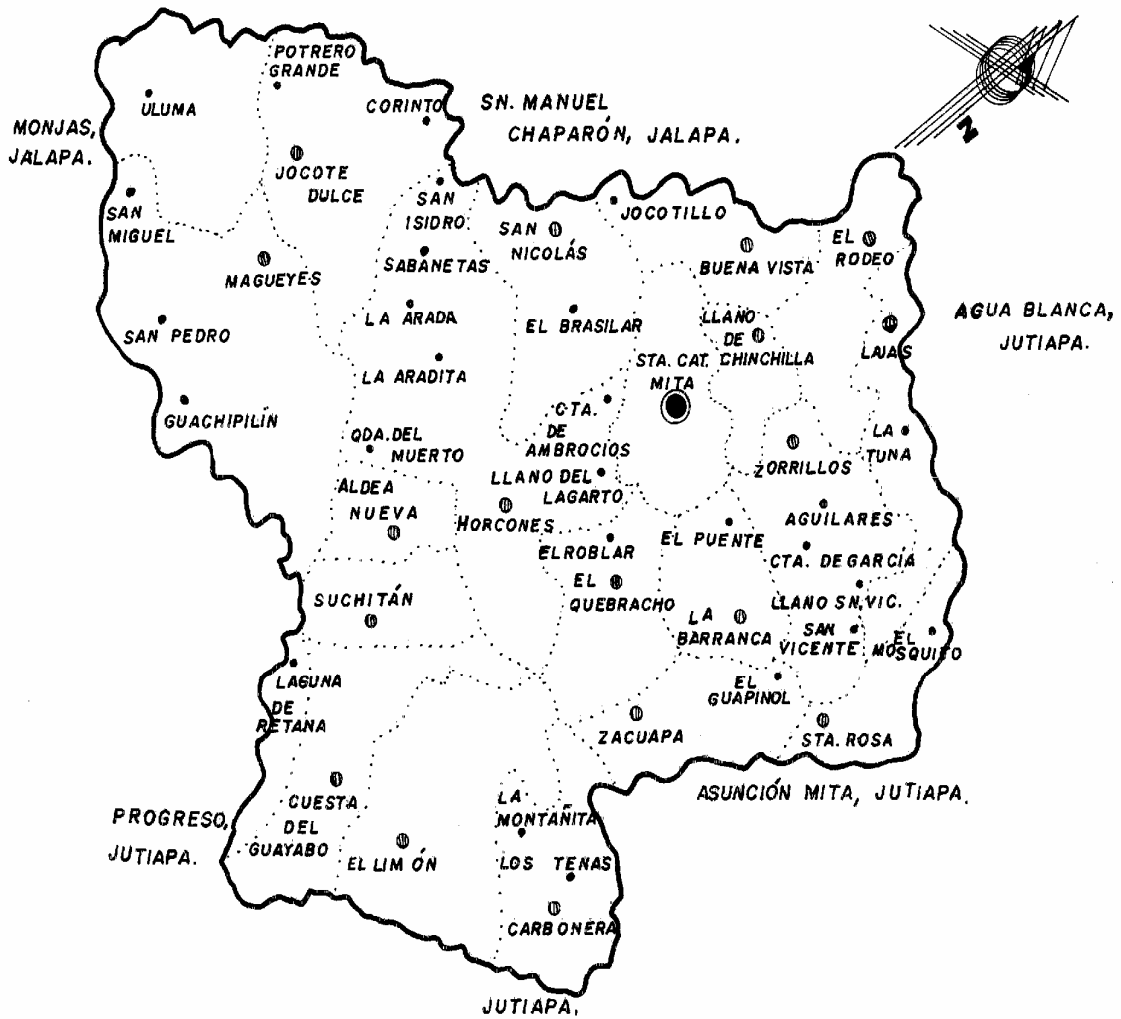 POTRERO
GRANDE
ULUMA
CORINTO
SN. MANUEL
CHAPARÓN, JALAPA.
N
MONJAS,
JALAPA.
JOCOTE
DULCE
SAN
MIGUEL
SAN
ISIDRO
SAN
NICOLÁS
JOCOTILLO
BUENA VISTA
EL
RODEO
MAGUEYES
SABANETAS
SAN PEDRO
LA ARADA
EL BRASILAR
LLANO
DE
CHINCHILLA
LAJAS
AGUA BLANCA,
JUTIAPA.
LA ARADITA
STA. CAT.
MITA
GUACHIPILÍN
CTA.
DE
AMBROCIOS
QDA. DEL
MUERTO
ZORRILLOS
LA
TUNA
ALDEA
NUEVA
LLANO DEL
LAGARTO
HORCONES
AGUILARES
EL ROBLAR
EL PUENTE
CTA. DE GARCÍA
EL
QUEBRACHO
SUCHITÁN
LLANO SN. VIC.
LA
BARRANCA
SAN
VICENTE
EL
MOSQUITO
LAGUNA
DE
RETANA
EL
GUAPINOL
ZACUAPA
STA. ROSA
ASUNCIÓN MITA, JUTIAPA.
CUESTA
DEL
GUAYABO
LA
MONTAÑITA
PROGRESO,
JUTIAPA.
EL LIMÓN
LOS TENAS
CARBONERA
JUTIAPA,